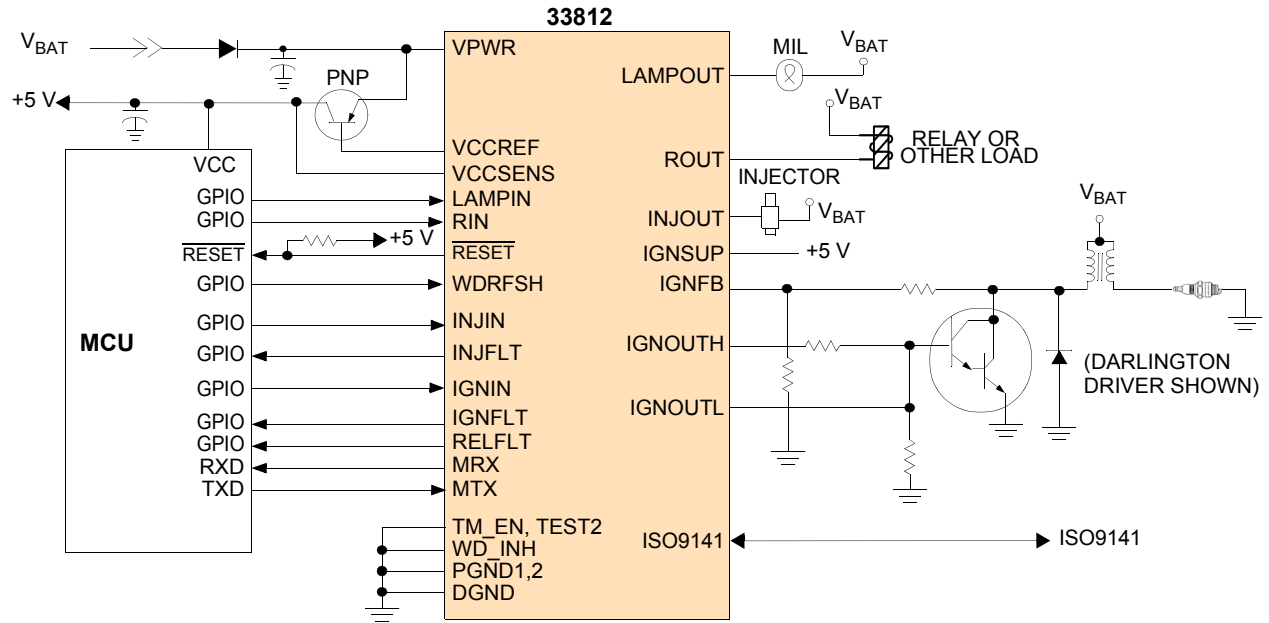 33812
VBAT
+5 V
PNP
VPWR
VCCREF
VCCSENS
LAMPIN
RIN
RESET
WDRFSH
INJIN
INJFLT
IGNIN
IGNFLT
RELFLT
MRX
MTX
TM_EN, TEST2
WD_INH
PGND1,2
DGND
MCU
VCC
GPIO
GPIO
RESET
+5 V
GPIO
GPIO
GPIO
GPIO
GPIO
GPIO
RXD
TXD
LAMPOUT
ROUT
INJOUT
IGNSUP
IGNFB
IGNOUTH
IGNOUTL
ISO9141
MIL
VBAT
VBAT
RELAY OR
OTHER LOAD
INJECTOR
VBAT
+5 V
VBAT
(DARLINGTON
DRIVER SHOWN)
ISO9141